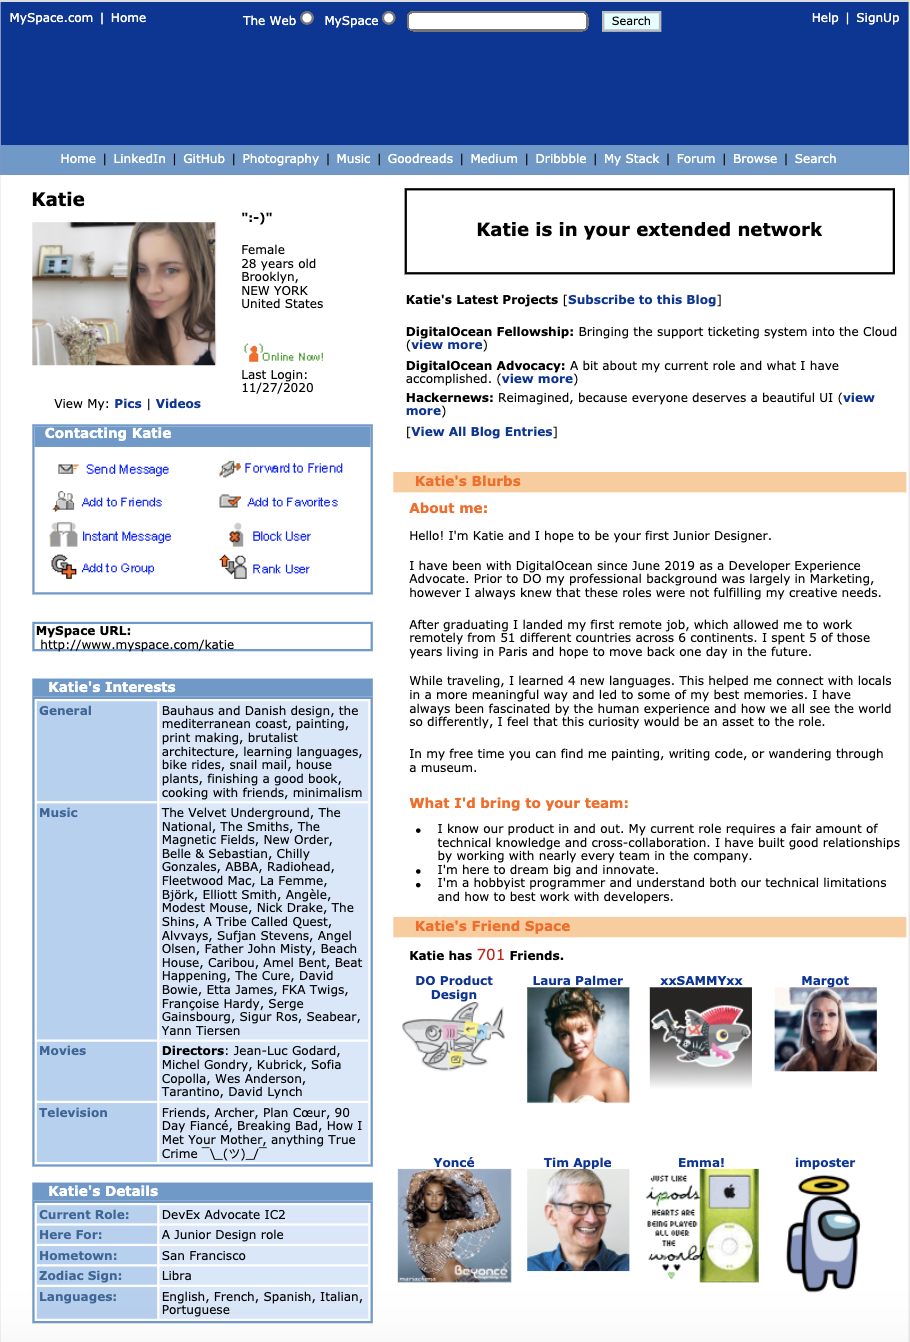 MySpace.com | Home
The Web MySpace Search
Help | SignUp
Home | LinkedIn | GitHub | Photography | Music | Goodreads | Medium | Dribbble | My Stack | Forum | Browse | Search
Katie
":-)"
Female
28 years old
Brooklyn,
NEW YORK
United States
Online Now!
Last Login:
11/27/2020
View My: Pics | Videos
Contacting Katie
Send Message
Forward to Friend
Add to Friends
Add to Favorites
Instant Message
Block User
Add to Group
Rank User
MySpace URL:
http://www.myspace.com/katie
Katie's Interests
General
Bauhaus and Danish design, the
mediterranean coast, painting,
print making, brutalist
architecture, learning languages,
bike rides, snail mail, house
plants, finishing a good book,
cooking with friends, minimalism
Music
The Velvet Underground, The
National, The Smiths, The
Magnetic Fields, New Order,
Belle & Sebastian, Chilly
Gonzales, ABBA, Radiohead,
Fleetwood Mac, La Femme,
Björk, Elliott Smith, Angèle,
Modest Mouse, Nick Drake, The
Shins, A Tribe Called Quest,
Alvvays, Sufjan Stevens, Angel
Olsen, Father John Misty, Beach
House, Caribou, Amel Bent, Beat
Happening, The Cure, David
Bowie, Etta James, FKA Twigs,
Françoise Hardy, Serge
Gainsbourg, Sigur Ros, Seabear,
Yann Tiersen
Movies
Directors: Jean-Luc Godard,
Michel Gondry, Kubrick, Sofia
Copolla, Wes Anderson,
Tarantino, David Lynch
Television
Friends, Archer, Plan Cœur, 90
Day Fiancé, Breaking Bad, How I
Met Your Mother, anything True
Crime ¯\_(ツ)_/¯
Katie's Details
Current Role: DevEx Advocate IC2
Here For: A Junior Design role
Hometown: San Francisco
Zodiac Sign: Libra
Languages: English, French, Spanish, Italian,
Portuguese
Katie is in your extended network
Katie's Latest Projects [Subscribe to this Blog]
DigitalOcean Fellowship: Bringing the support ticketing system into the Cloud
(view more)
DigitalOcean Advocacy: A bit about my current role and what I have
accomplished. (view more)
Hackernews: Reimagined, because everyone deserves a beautiful UI (view
more)
[View All Blog Entries]
Katie's Blurbs
About me:
Hello! I'm Katie and I hope to be your first Junior Designer.
I have been with DigitalOcean since June 2019 as a Developer Experience
Advocate. Prior to DO my professional background was largely in Marketing,
however I always knew that these roles were not fulfilling my creative needs.
After graduating I landed my first remote job, which allowed me to work
remotely from 51 different countries across 6 continents. I spent 5 of those
years living in Paris and hope to move back one day in the future.
While traveling, I learned 4 new languages. This helped me connect with locals
in a more meaningful way and led to some of my best memories. I have
always been fascinated by the human experience and how we all see the world
so differently, I feel that this curiosity would be an asset to the role.
In my free time you can find me painting, writing code, or wandering through
a museum.
What I'd bring to your team:
• I know our product in and out. My current role requires a fair amount of
technical knowledge and cross-collaboration. I have built good relationships
by working with nearly every team in the company.
• I'm here to dream big and innovate.
• I'm a hobbyist programmer and understand both our technical limitations
and how to best work with developers.
Katie's Friend Space
Katie has 701 Friends.
DO Product
Design
Laura Palmer
xxSAMMYxx
Margot
Yoncé
Tim Apple
Emma!
imposter
Beyoncé
JUST LIKE
ipods
HEARTS ARE
BEING PLAYED
ALL OVER
THE
world